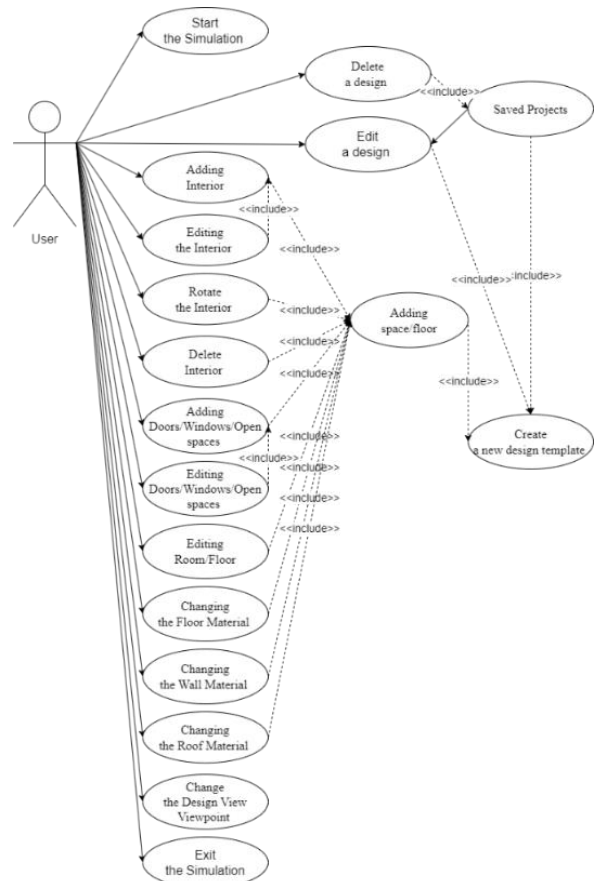 Start
the Simulation
Delete
a design
<<include>>
Saved Projects
Edit
a design
User
Adding
Interior
<<include>>
Editing
the Interior
<<include>>
Rotate
the Interior
<<include>>
<<include>>
:include>>
Adding
space/floor
<<include>>
Delete
Interior
<<include>>
<<include>>
Adding
Doors/Windows/Open
spaces
<<include>>
<<include>>
Create
a new design template
Editing
Doors/Windows/Open
spaces
<<include>>
<<include>>
Editing
Room/Floor
<<include>>
Changing
the Floor Material
Changing
the Wall Material
Changing
the Roof Material
Change
the Design View
Viewpoint
Exit
the Simulation